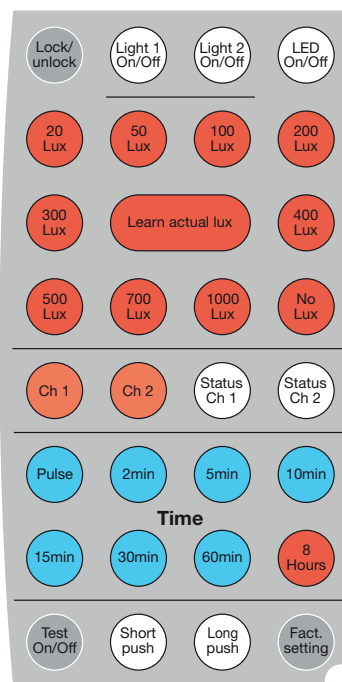 Lock/
unlock
Light 1
On/Off
Light 2
On/Off
LED
On/Off
20
Lux
50
Lux
100
Lux
200
Lux
300
Lux
Learn actual lux
400
Lux
500
Lux
700
Lux
1000
Lux
No
Lux
Ch 1
Ch 2
Status
Ch 1
Status
Ch 2
Pulse
2min
5min
10min
Time
15min
30min
60min
8
Hours
Test
On/Off
Short
push
Long
push
Fact.
setting